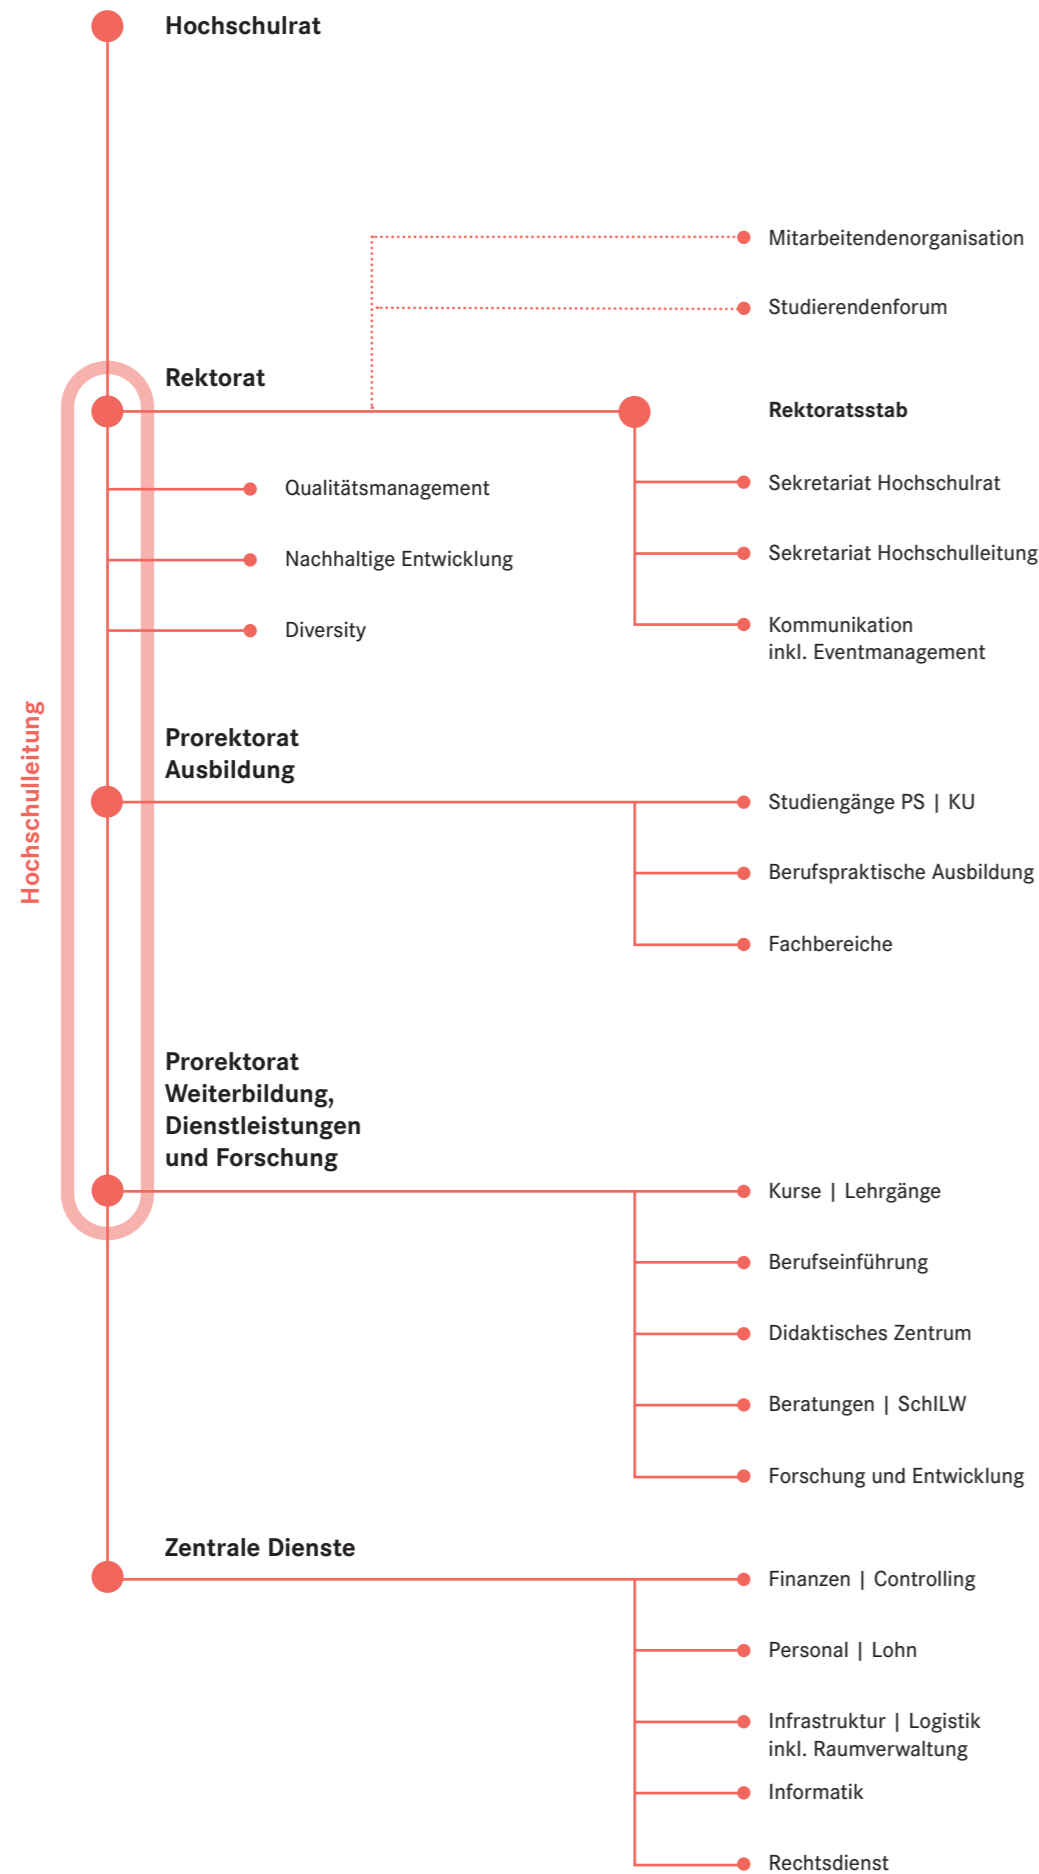 Hochschulrat
Mitarbeitendenorganisation
Studierendenforum
Rektorat
Rektoratsstab
Qualitätsmanagement
Sekretariat Hochschulrat
Nachhaltige Entwicklung
Sekretariat Hochschulleitung
Diversity
Kommunikation
inkl. Eventmanagement
Hochschulleitung
Prorektorat
Ausbildung
Studiengänge PS | KU
Berufspraktische Ausbildung
Fachbereiche
Prorektorat
Weiterbildung,
Dienstleistungen
und Forschung
Kurse | Lehrgänge
Berufseinführung
Didaktisches Zentrum
Beratungen | SchILW
Forschung und Entwicklung
Zentrale Dienste
Finanzen | Controlling
Personal | Lohn
Infrastruktur | Logistik
inkl. Raumverwaltung
Informatik
Rechtsdienst